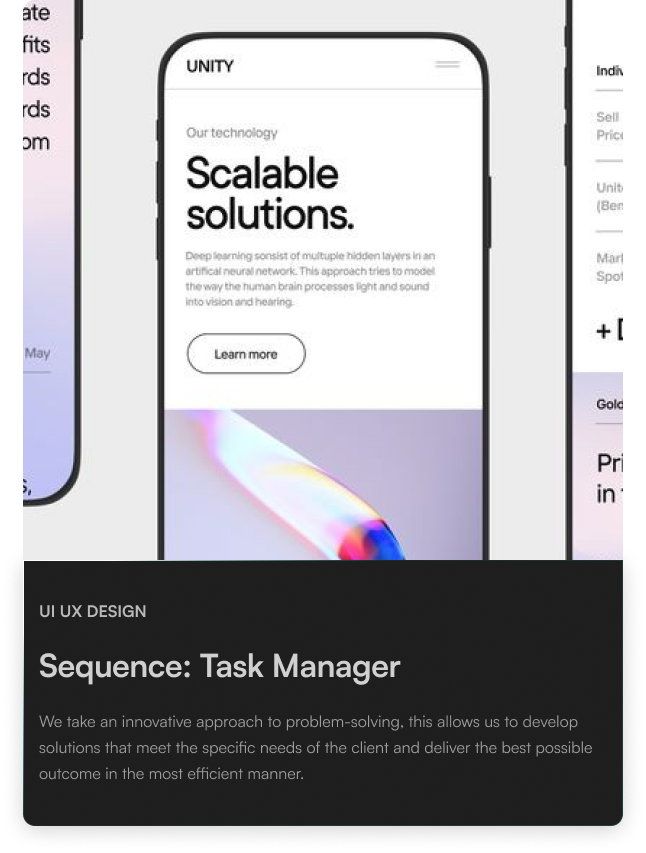 ate
fits
rds
rds
om
May
s,
UNITY
Our technology
Scalable
solutions.
Deep learning sonsist of multuple hidden layers in an
artifical neural network. This approach tries to model
the way the human brain processes light and sound
into vision and hearing.
Learn more
Indiv
Sell
Price
Unit
(Ben
Mark
Spot
+ D
Gold
Pri
in
UI UX DESIGN
Sequence: Task Manager
We take an innovative approach to problem-solving, this allows us to develop
solutions that meet the specific needs of the client and deliver the best possible
outcome in the most efficient manner.